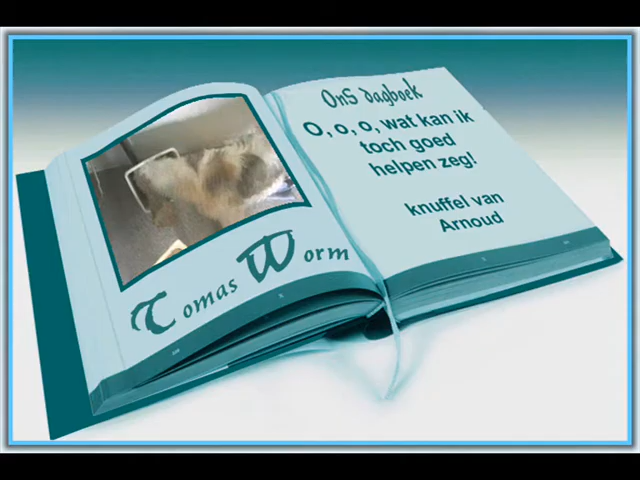 Tomas Worm
Ons dagboek
O, o, o, wat kan ik
toch goed
helpen zeg!
knuffel van
Arnoud